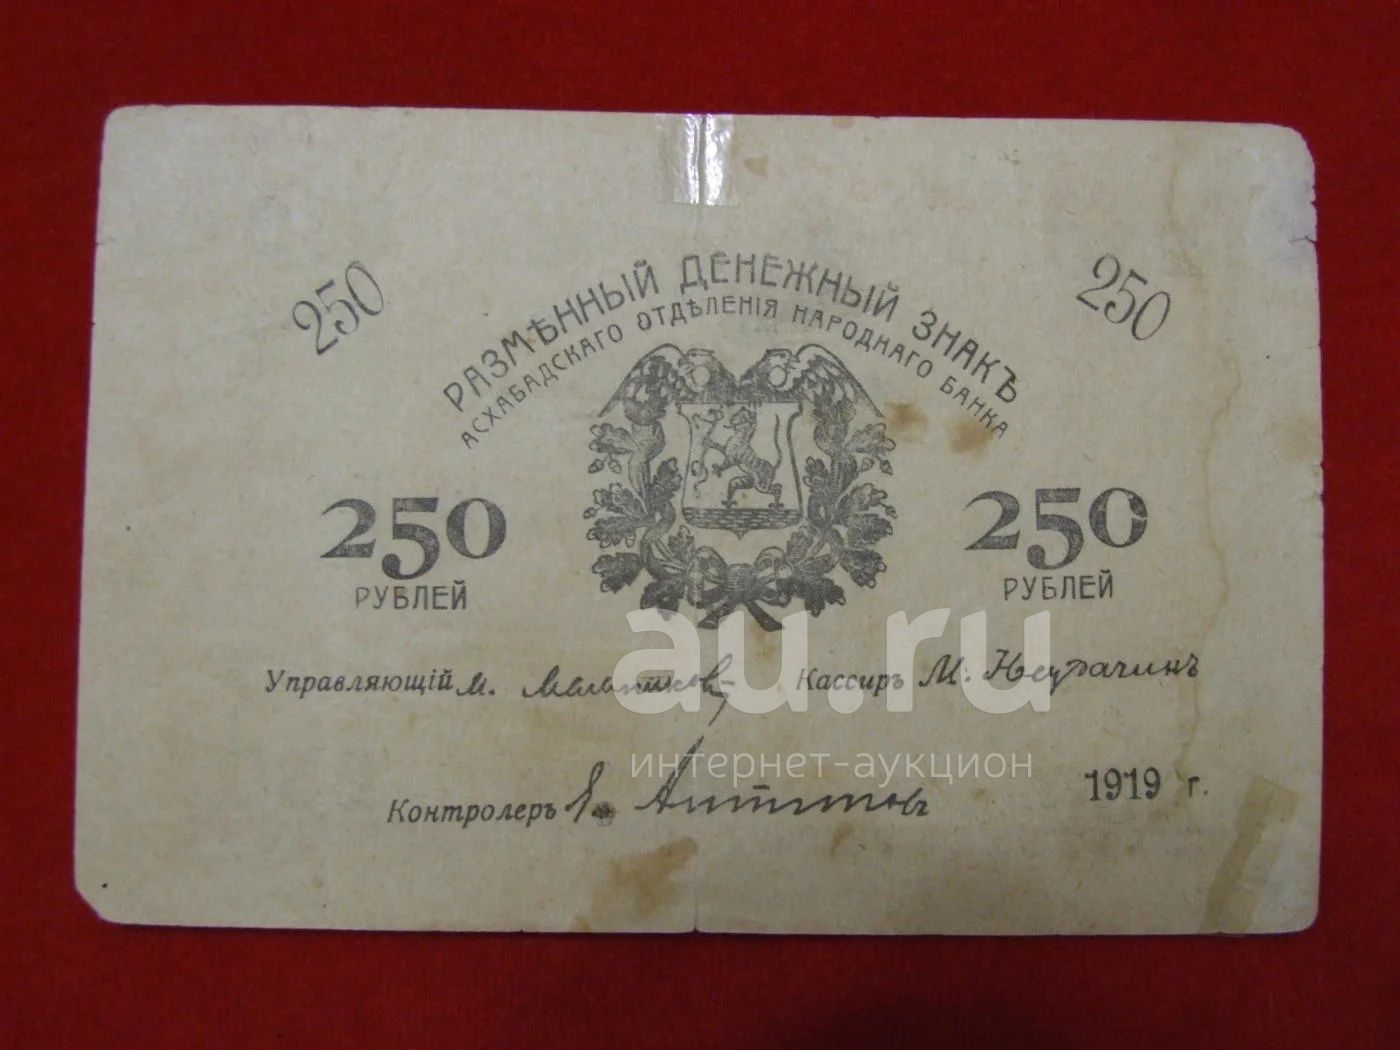 250
250
РАЗМѢННЫЙ ДЕНЕЖНЫЙ ЗНАКЪ
АСХАБАДСКАГО ОТДѢЛЕНІЯ НАРОДНАГО БАНКА
250
РУБЛЕЙ
250
РУБЛЕЙ
au.ru
Управляющій М.
Кассиръ М.
интернет-аукцион
Контролеръ
1919 г.